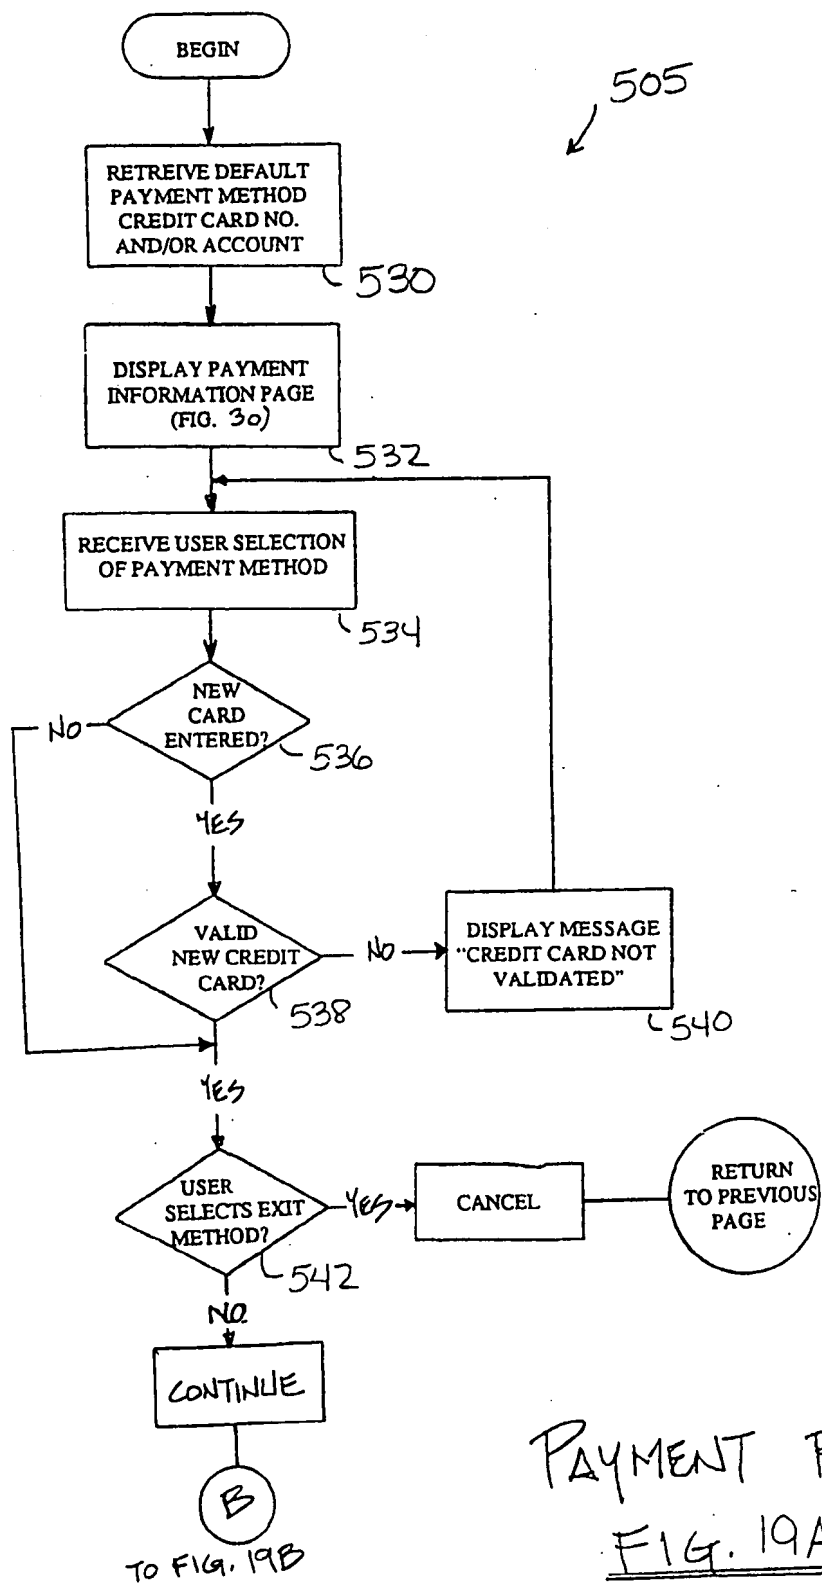 BEGIN
505
RETREIVE DEFAULT
PAYMENT METHOD
CREDIT CARD NO.
AND/OR ACCOUNT
530
DISPLAY PAYMENT
INFORMATION PAGE
(FIG. 30)
532
RECEIVE USER SELECTION
OF PAYMENT METHOD
534
NEW
CARD
ENTERED?
NO
536
YES
VALID
NEW CREDIT
CARD?
538
NO
DISPLAY MESSAGE
"CREDIT CARD NOT
VALIDATED"
540
YES
USER
SELECTS EXIT
METHOD?
542
YES
CANCEL
RETURN
TO PREVIOUS
PAGE
NO
CONTINUE
B
TO FIG. 19B
PAYMENT
FIG. 19A